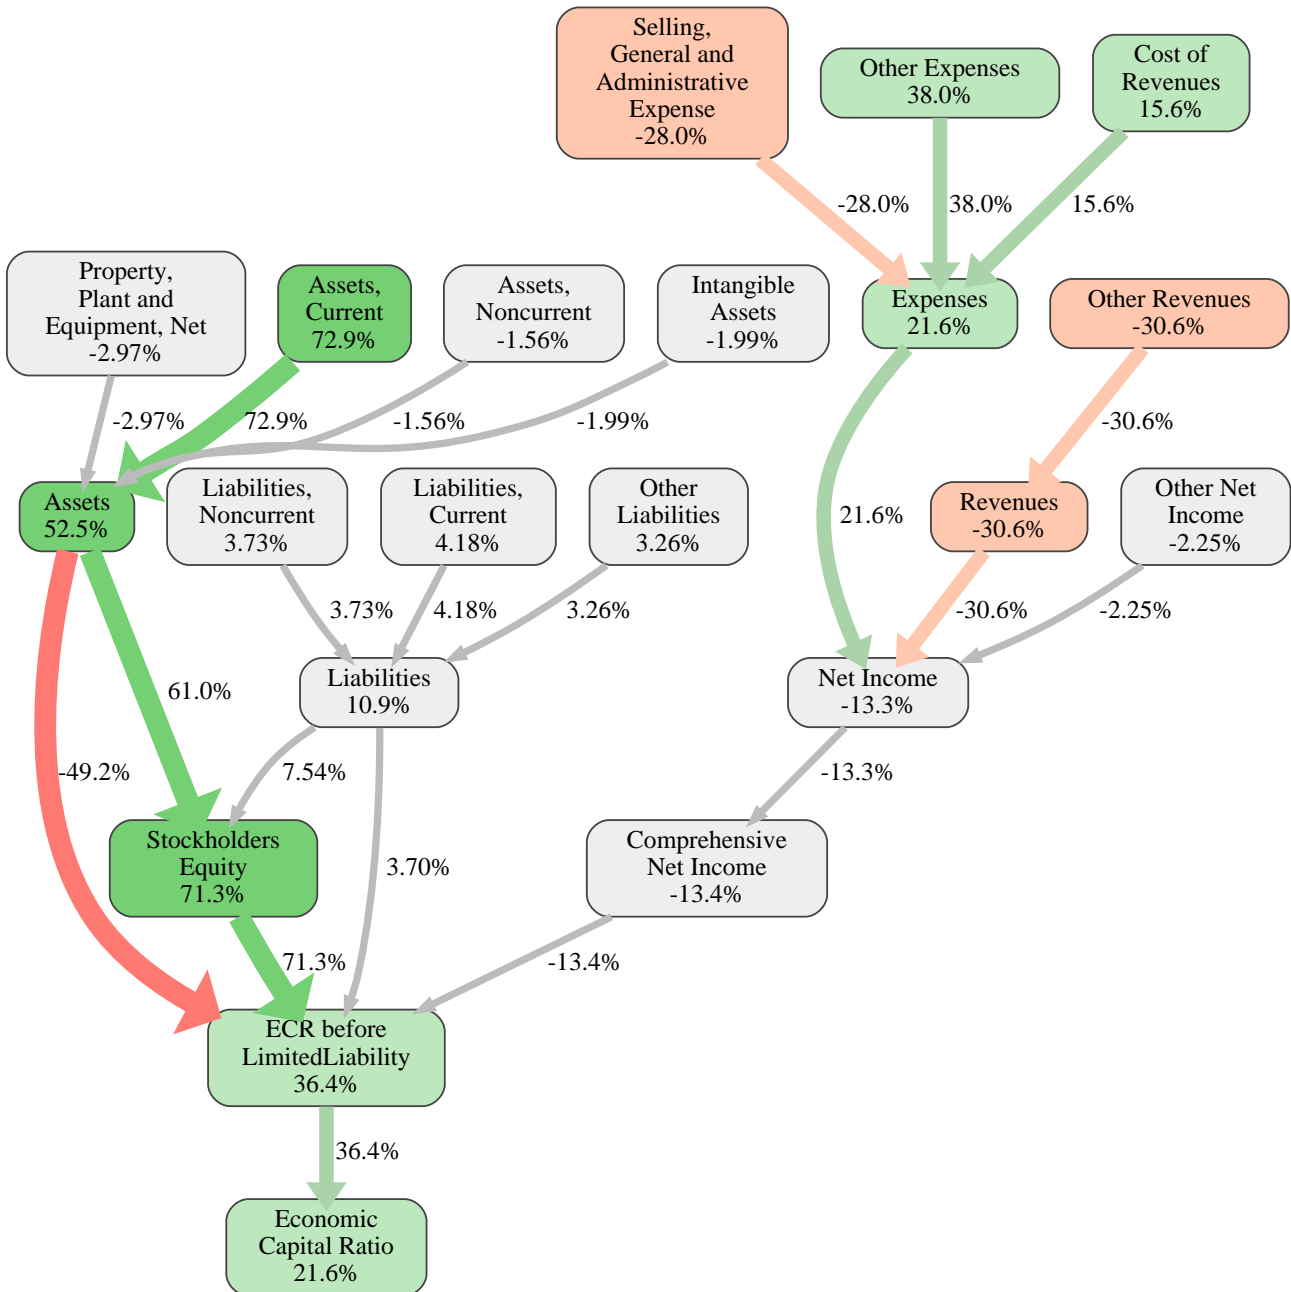 Selling,
General and
Administrative
Expense
-28.0%
Other Expenses
38.0%
Cost of
Revenues
15.6%
-28.0%
38.0%
15.6%
Property,
Plant and
Equipment, Net
-2.97%
Assets,
Current
72.9%
Assets,
Noncurrent
-1.56%
Intangible
Assets
-1.99%
Expenses
21.6%
Other Revenues
-30.6%
-2.97%
72.9%
-1.56%
-1.99%
-30.6%
Assets
52.5%
Liabilities,
Noncurrent
3.73%
Liabilities,
Current
4.18%
Other
Liabilities
3.26%
21.6%
Revenues
-30.6%
Other Net
Income
-2.25%
3.73%
4.18%
3.26%
-30.6%
-2.25%
61.0%
Liabilities
10.9%
Net Income
-13.3%
-49.2%
7.54%
-13.3%
Stockholders
Equity
71.3%
3.70%
Comprehensive
Net Income
-13.4%
71.3%
-13.4%
ECR before
LimitedLiability
36.4%
36.4%
Economic
Capital Ratio
21.6%